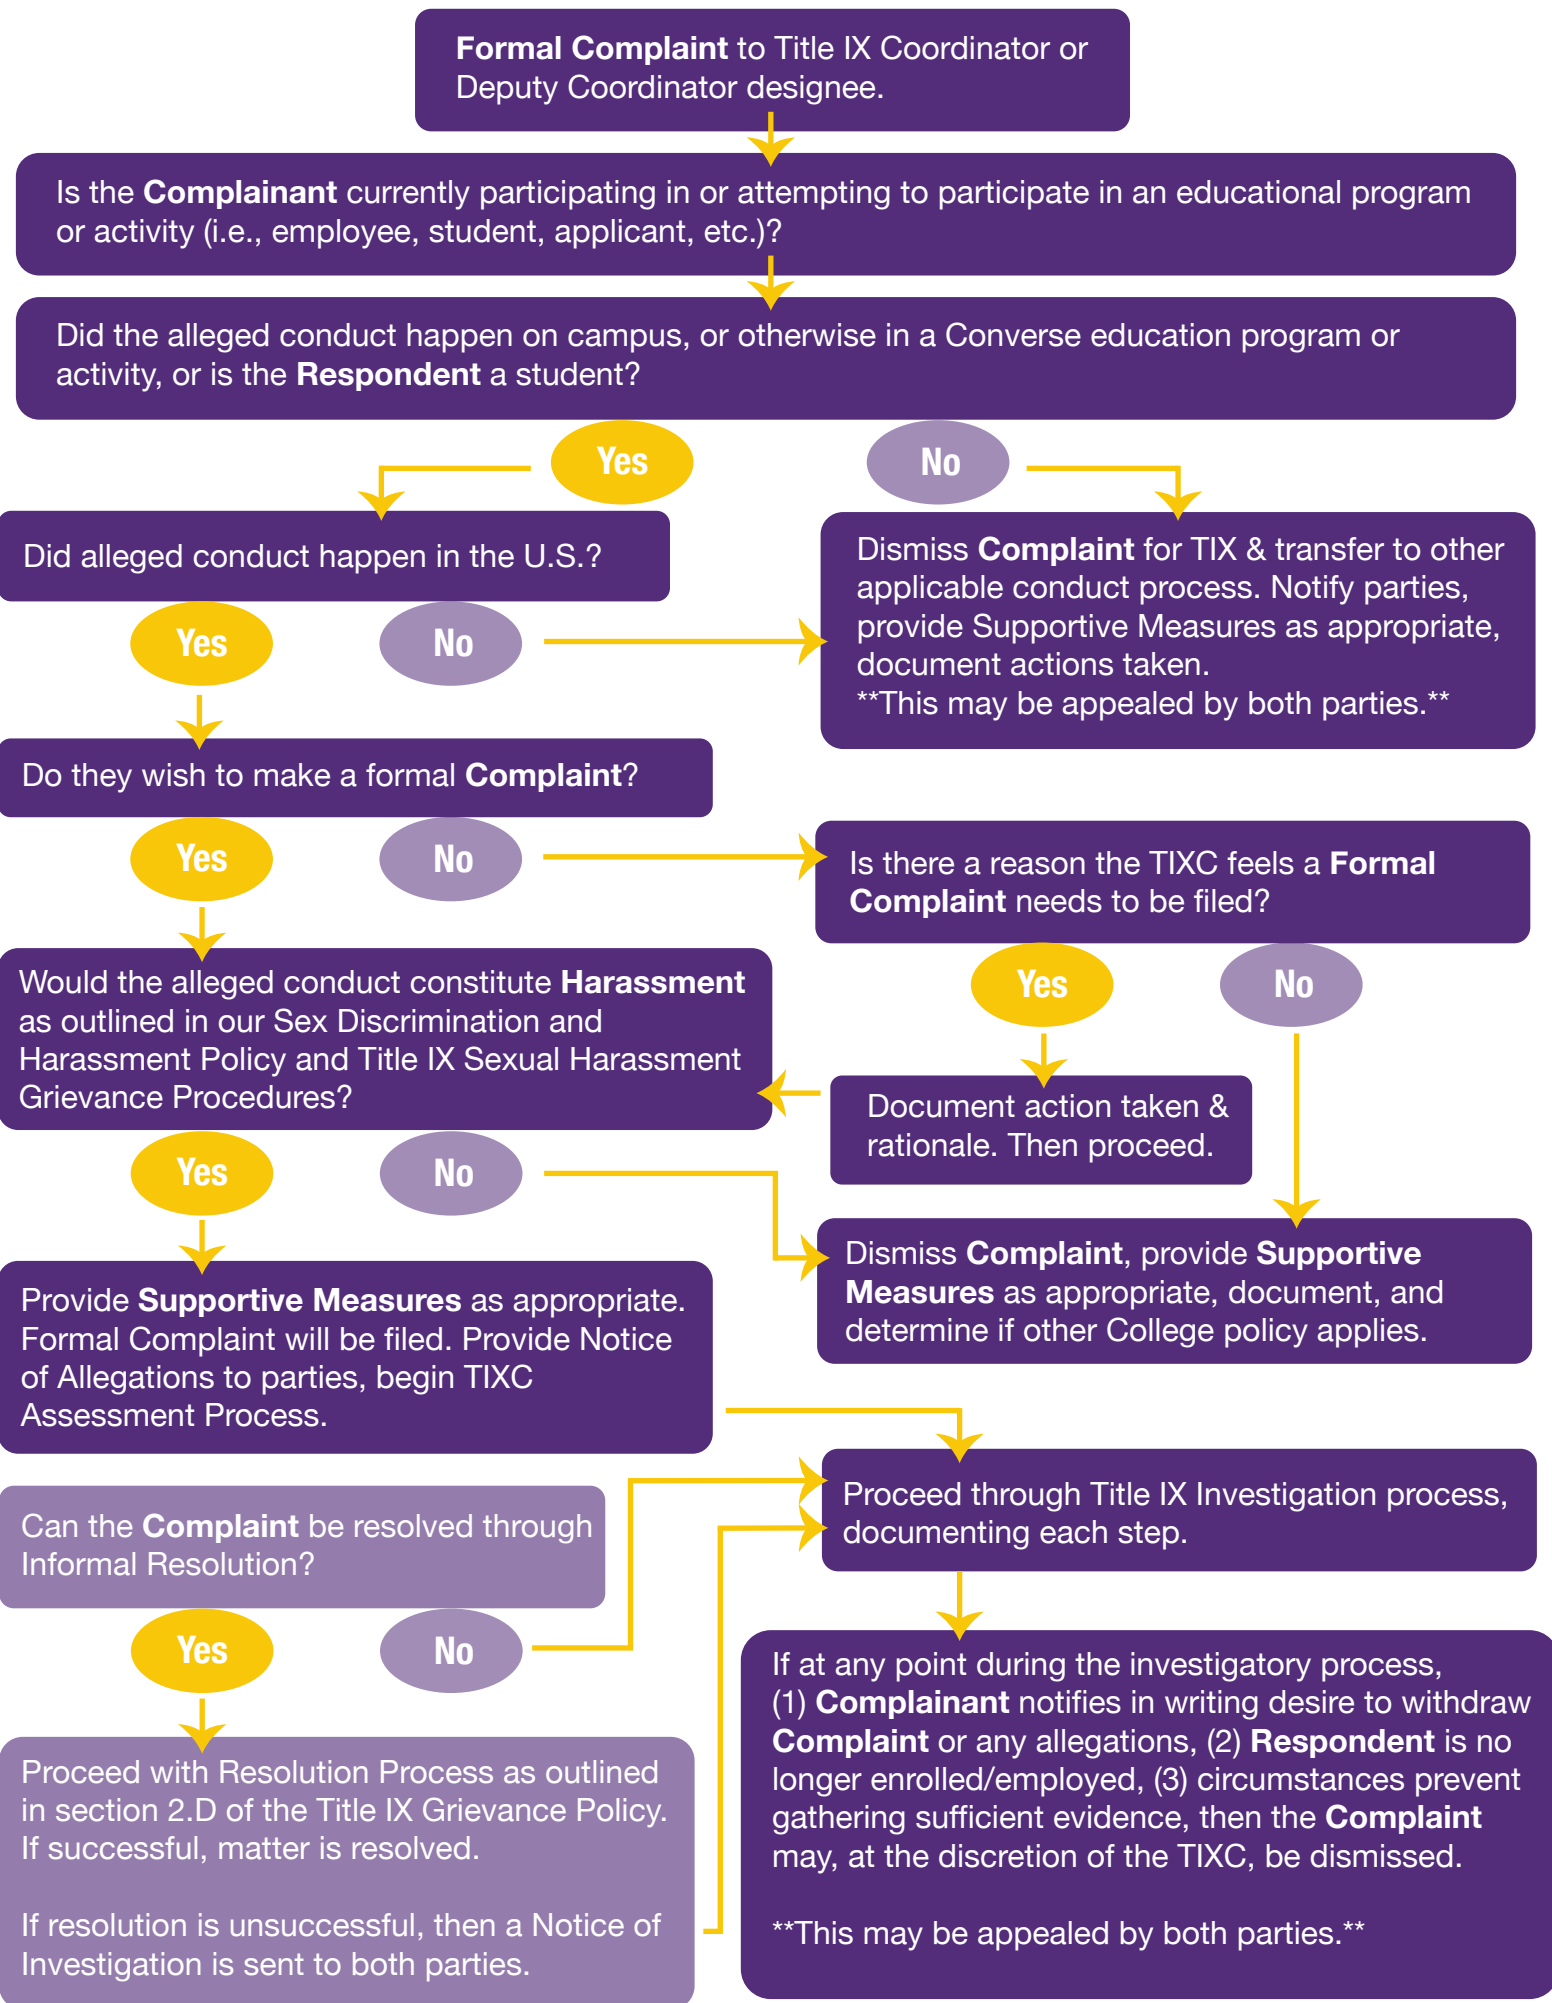 Formal Complaint to Title IX Coordinator or
Deputy Coordinator designee.
Is the Complainant currently participating in or attempting to participate in an educational program
or activity (i.e., employee, student, applicant, etc.)?
Did the alleged conduct happen on campus, or otherwise in a Converse education program or
activity, or is the Respondent a student?
Yes
No
Did alleged conduct happen in the U.S.?
Yes
No
Dismiss Complaint for TIX & transfer to other
applicable conduct process. Notify parties,
provide Supportive Measures as appropriate,
document actions taken.
**This may be appealed by both parties.**
Do they wish to make a formal Complaint?
Yes
No
Is there a reason the TIXC feels a Formal
Complaint needs to be filed?
Yes
No
Would the alleged conduct constitute Harassment
as outlined in our Sex Discrimination and
Harassment Policy and Title IX Sexual Harassment
Grievance Procedures?
Document action taken &
rationale. Then proceed.
Yes
No
Dismiss Complaint, provide Supportive
Measures as appropriate, document, and
determine if other College policy applies.
Provide Supportive Measures as appropriate.
Formal Complaint will be filed. Provide Notice
of Allegations to parties, begin TIXC
Assessment Process.
Proceed through Title IX Investigation process,
documenting each step.
Can the Complaint be resolved through
Informal Resolution?
Yes
No
If at any point during the investigatory process,
(1) Complainant notifies in writing desire to withdraw
Complaint or any allegations, (2) Respondent is no
longer enrolled/employed, (3) circumstances prevent
gathering sufficient evidence, then the Complaint
may, at the discretion of the TIXC, be dismissed.
**This may be appealed by both parties.**
Proceed with Resolution Process as outlined
in section 2.D of the Title IX Grievance Policy.
If successful, matter is resolved.
If resolution is unsuccessful, then a Notice of
Investigation is sent to both parties.